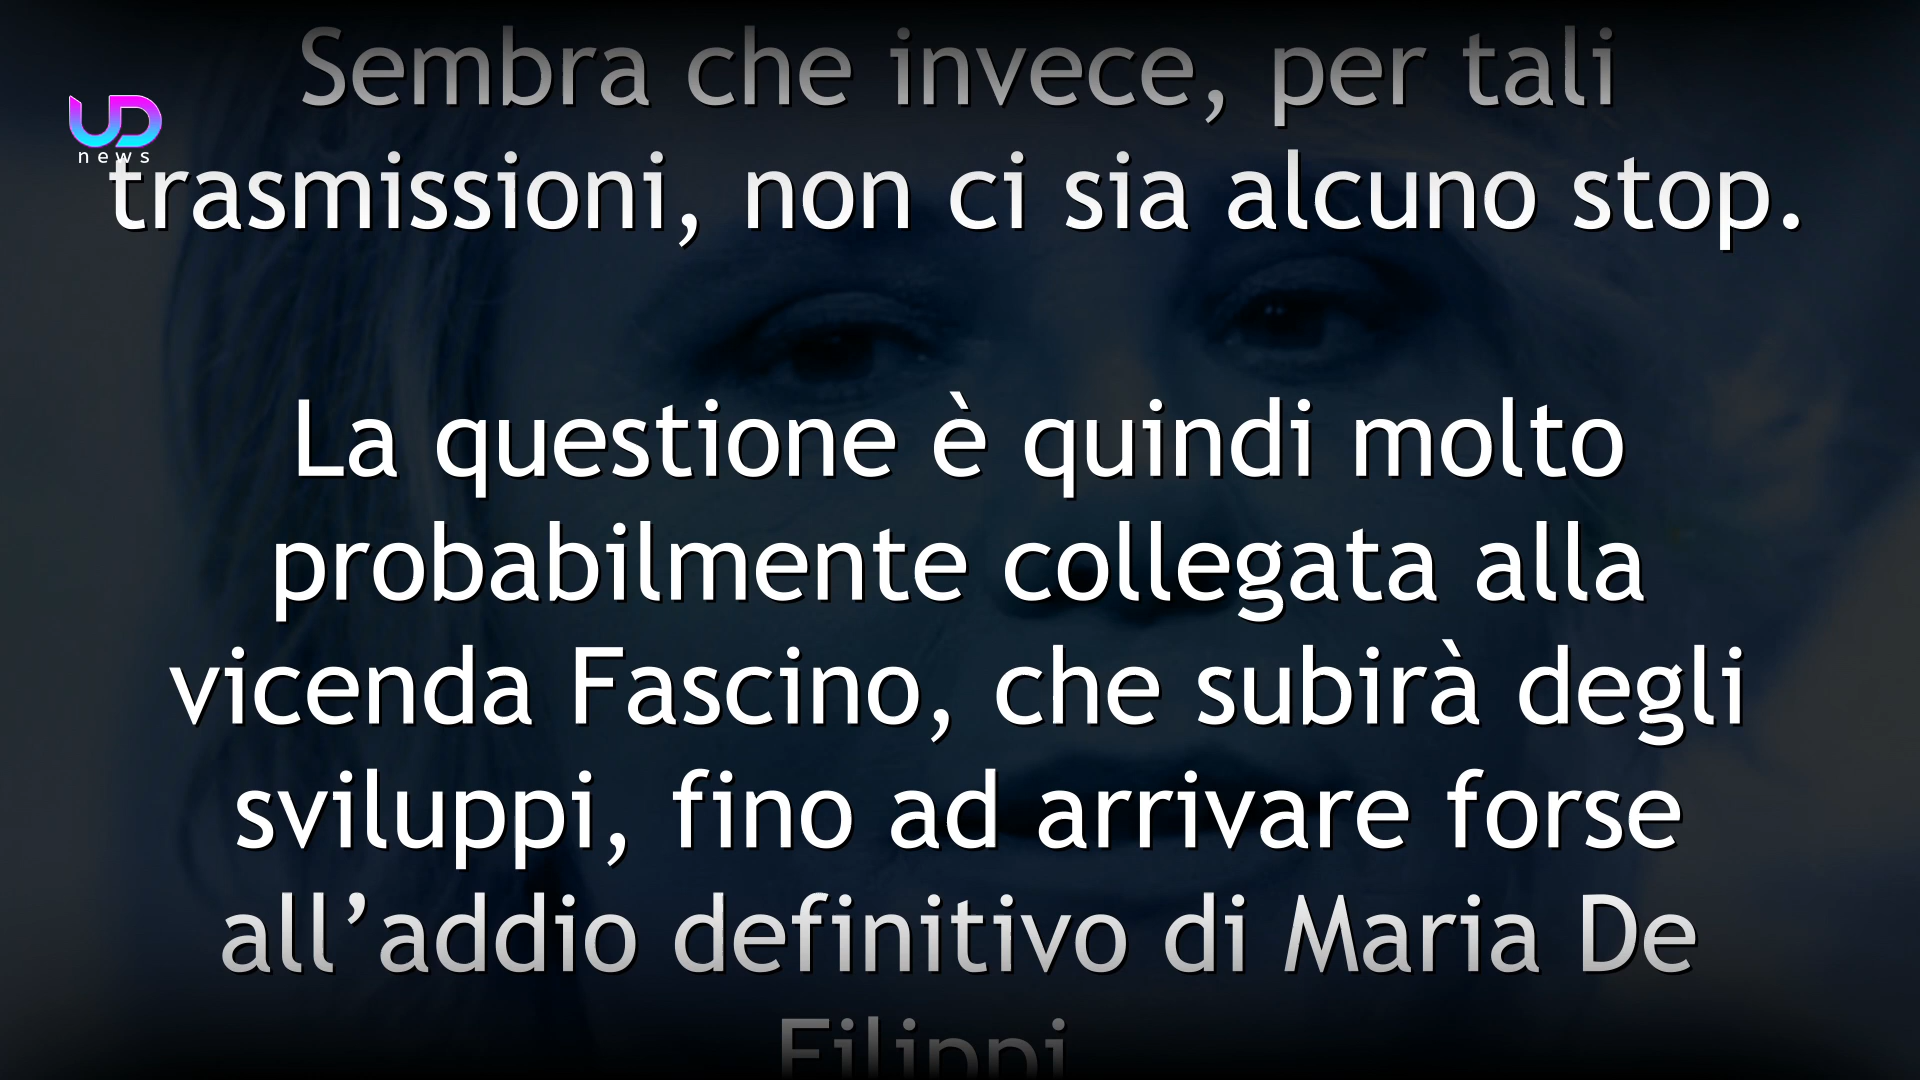 Sembra che invece, per tali
UD
news
trasmissioni, non ci sia alcuno stop.
La questione è quindi molto
probabilmente collegata alla
vicenda Fascino, che subirà degli
sviluppi, fino ad arrivare forse
all’addio definitivo di Maria De
Filippi